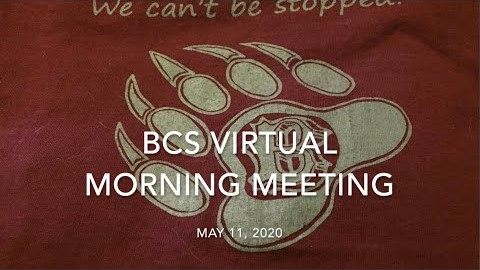 We can't be stopped.
BCS VIRTUAL
MORNING MEETING
MAY 11, 2020